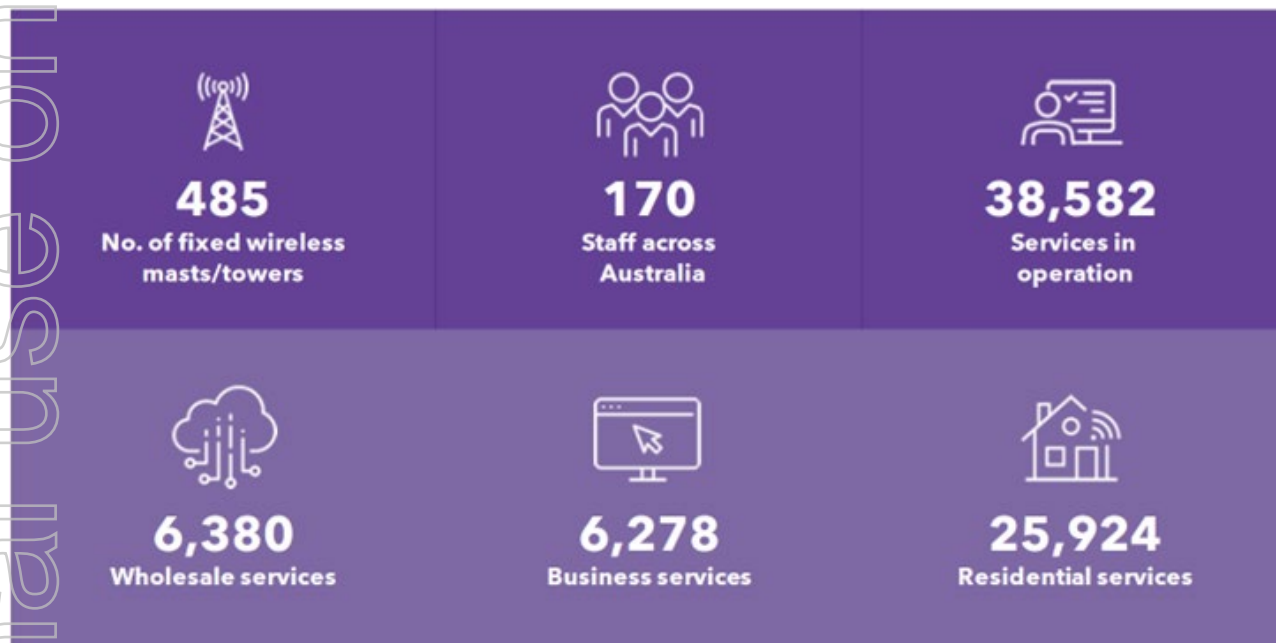 485
No. of fixed wireless
masts/towers
170
Staff across
Australia
38,582
Services in
operation
6,380
Wholesale services
6,278
Business services
25,924
Residential services
use